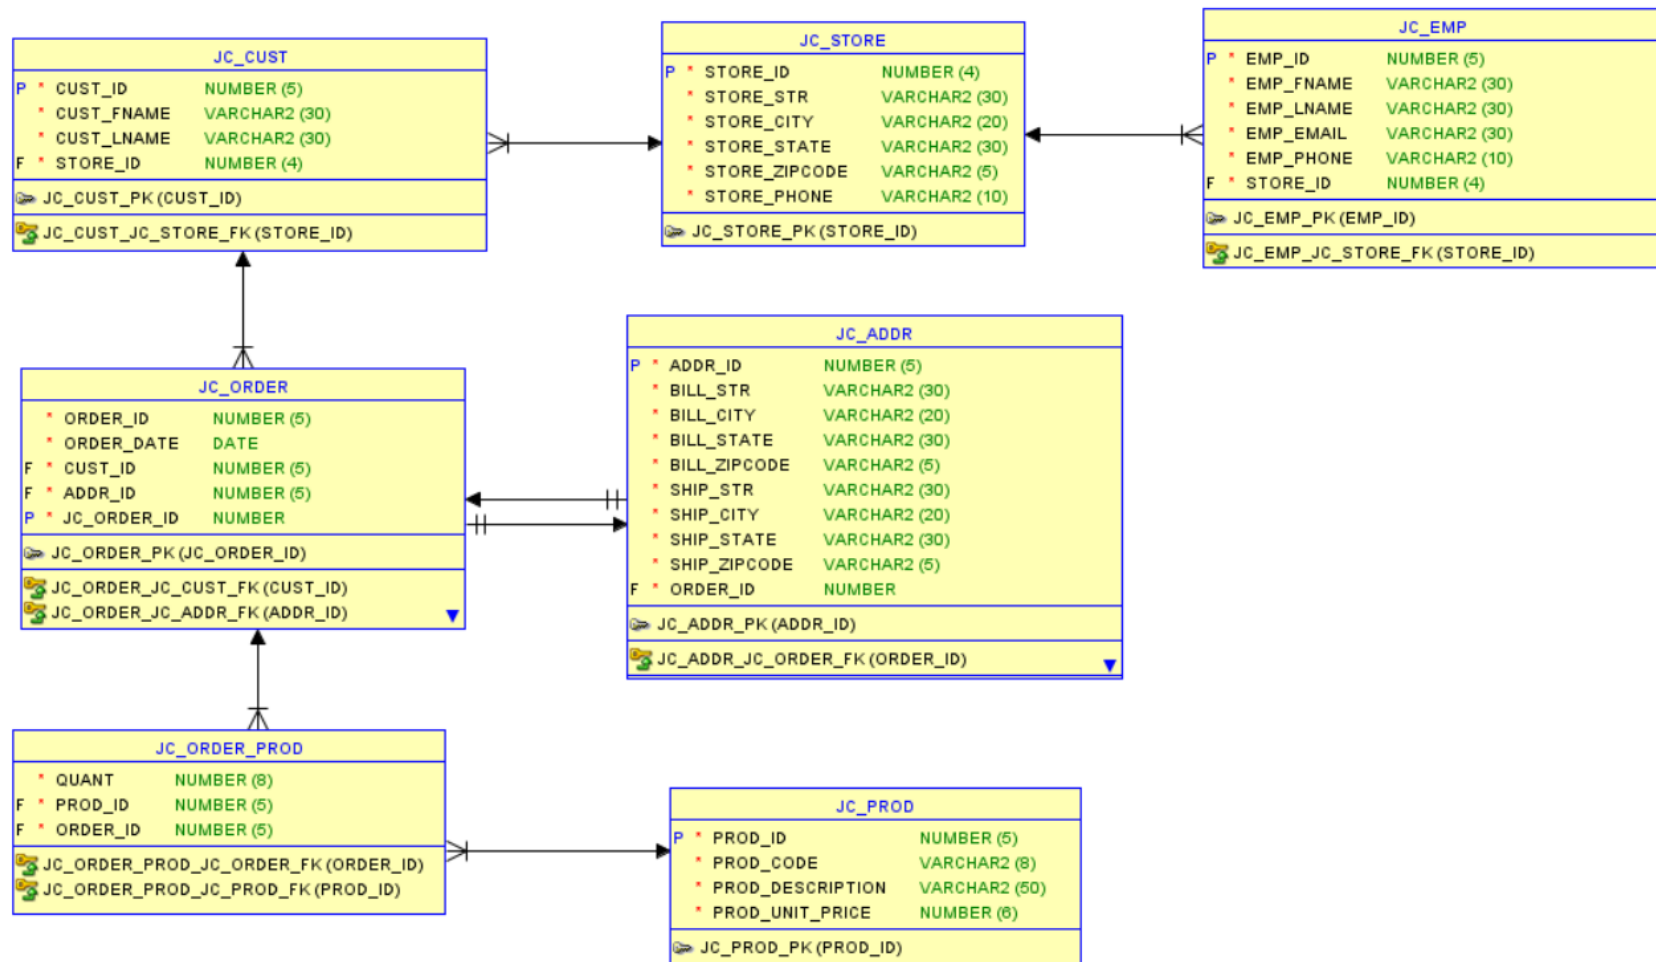 JC_CUST
P * CUST_ID NUMBER (5)
* CUST_FNAME VARCHAR2 (30)
* CUST_LNAME VARCHAR2 (30)
F * STORE_ID NUMBER (4)
JC_CUST_PK (CUST_ID)
JC_CUST_JC_STORE_FK (STORE_ID)
JC_STORE
P * STORE_ID NUMBER (4)
* STORE_STR VARCHAR2 (30)
* STORE_CITY VARCHAR2 (20)
* STORE_STATE VARCHAR2 (30)
* STORE_ZIPCODE VARCHAR2 (5)
* STORE_PHONE VARCHAR2 (10)
JC_STORE_PK (STORE_ID)
JC_EMP
P * EMP_ID NUMBER (5)
* EMP_FNAME VARCHAR2 (30)
* EMP_LNAME VARCHAR2 (30)
* EMP_EMAIL VARCHAR2 (30)
* EMP_PHONE VARCHAR2 (10)
F * STORE_ID NUMBER (4)
JC_EMP_PK (EMP_ID)
JC_EMP_JC_STORE_FK (STORE_ID)
JC_ORDER
* ORDER_ID NUMBER (5)
* ORDER_DATE DATE
F * CUST_ID NUMBER (5)
F * ADDR_ID NUMBER (5)
P * JC_ORDER_ID NUMBER
JC_ORDER_PK (JC_ORDER_ID)
JC_ORDER_JC_CUST_FK (CUST_ID)
JC_ORDER_JC_ADDR_FK (ADDR_ID)
JC_ADDR
P * ADDR_ID NUMBER (5)
* BILL_STR VARCHAR2 (30)
* BILL_CITY VARCHAR2 (20)
* BILL_STATE VARCHAR2 (30)
* BILL_ZIPCODE VARCHAR2 (5)
* SHIP_STR VARCHAR2 (30)
* SHIP_CITY VARCHAR2 (20)
* SHIP_STATE VARCHAR2 (30)
* SHIP_ZIPCODE VARCHAR2 (5)
F * ORDER_ID NUMBER
JC_ADDR_PK (ADDR_ID)
JC_ADDR_JC_ORDER_FK (ORDER_ID)
JC_ORDER_PROD
* QUANT NUMBER (8)
F * PROD_ID NUMBER (5)
F * ORDER_ID NUMBER (5)
JC_ORDER_PROD_JC_ORDER_FK (ORDER_ID)
JC_ORDER_PROD_JC_PROD_FK (PROD_ID)
JC_PROD
P * PROD_ID NUMBER (5)
* PROD_CODE VARCHAR2 (8)
* PROD_DESCRIPTION VARCHAR2 (50)
* PROD_UNIT_PRICE NUMBER (6)
JC_PROD_PK (PROD_ID)